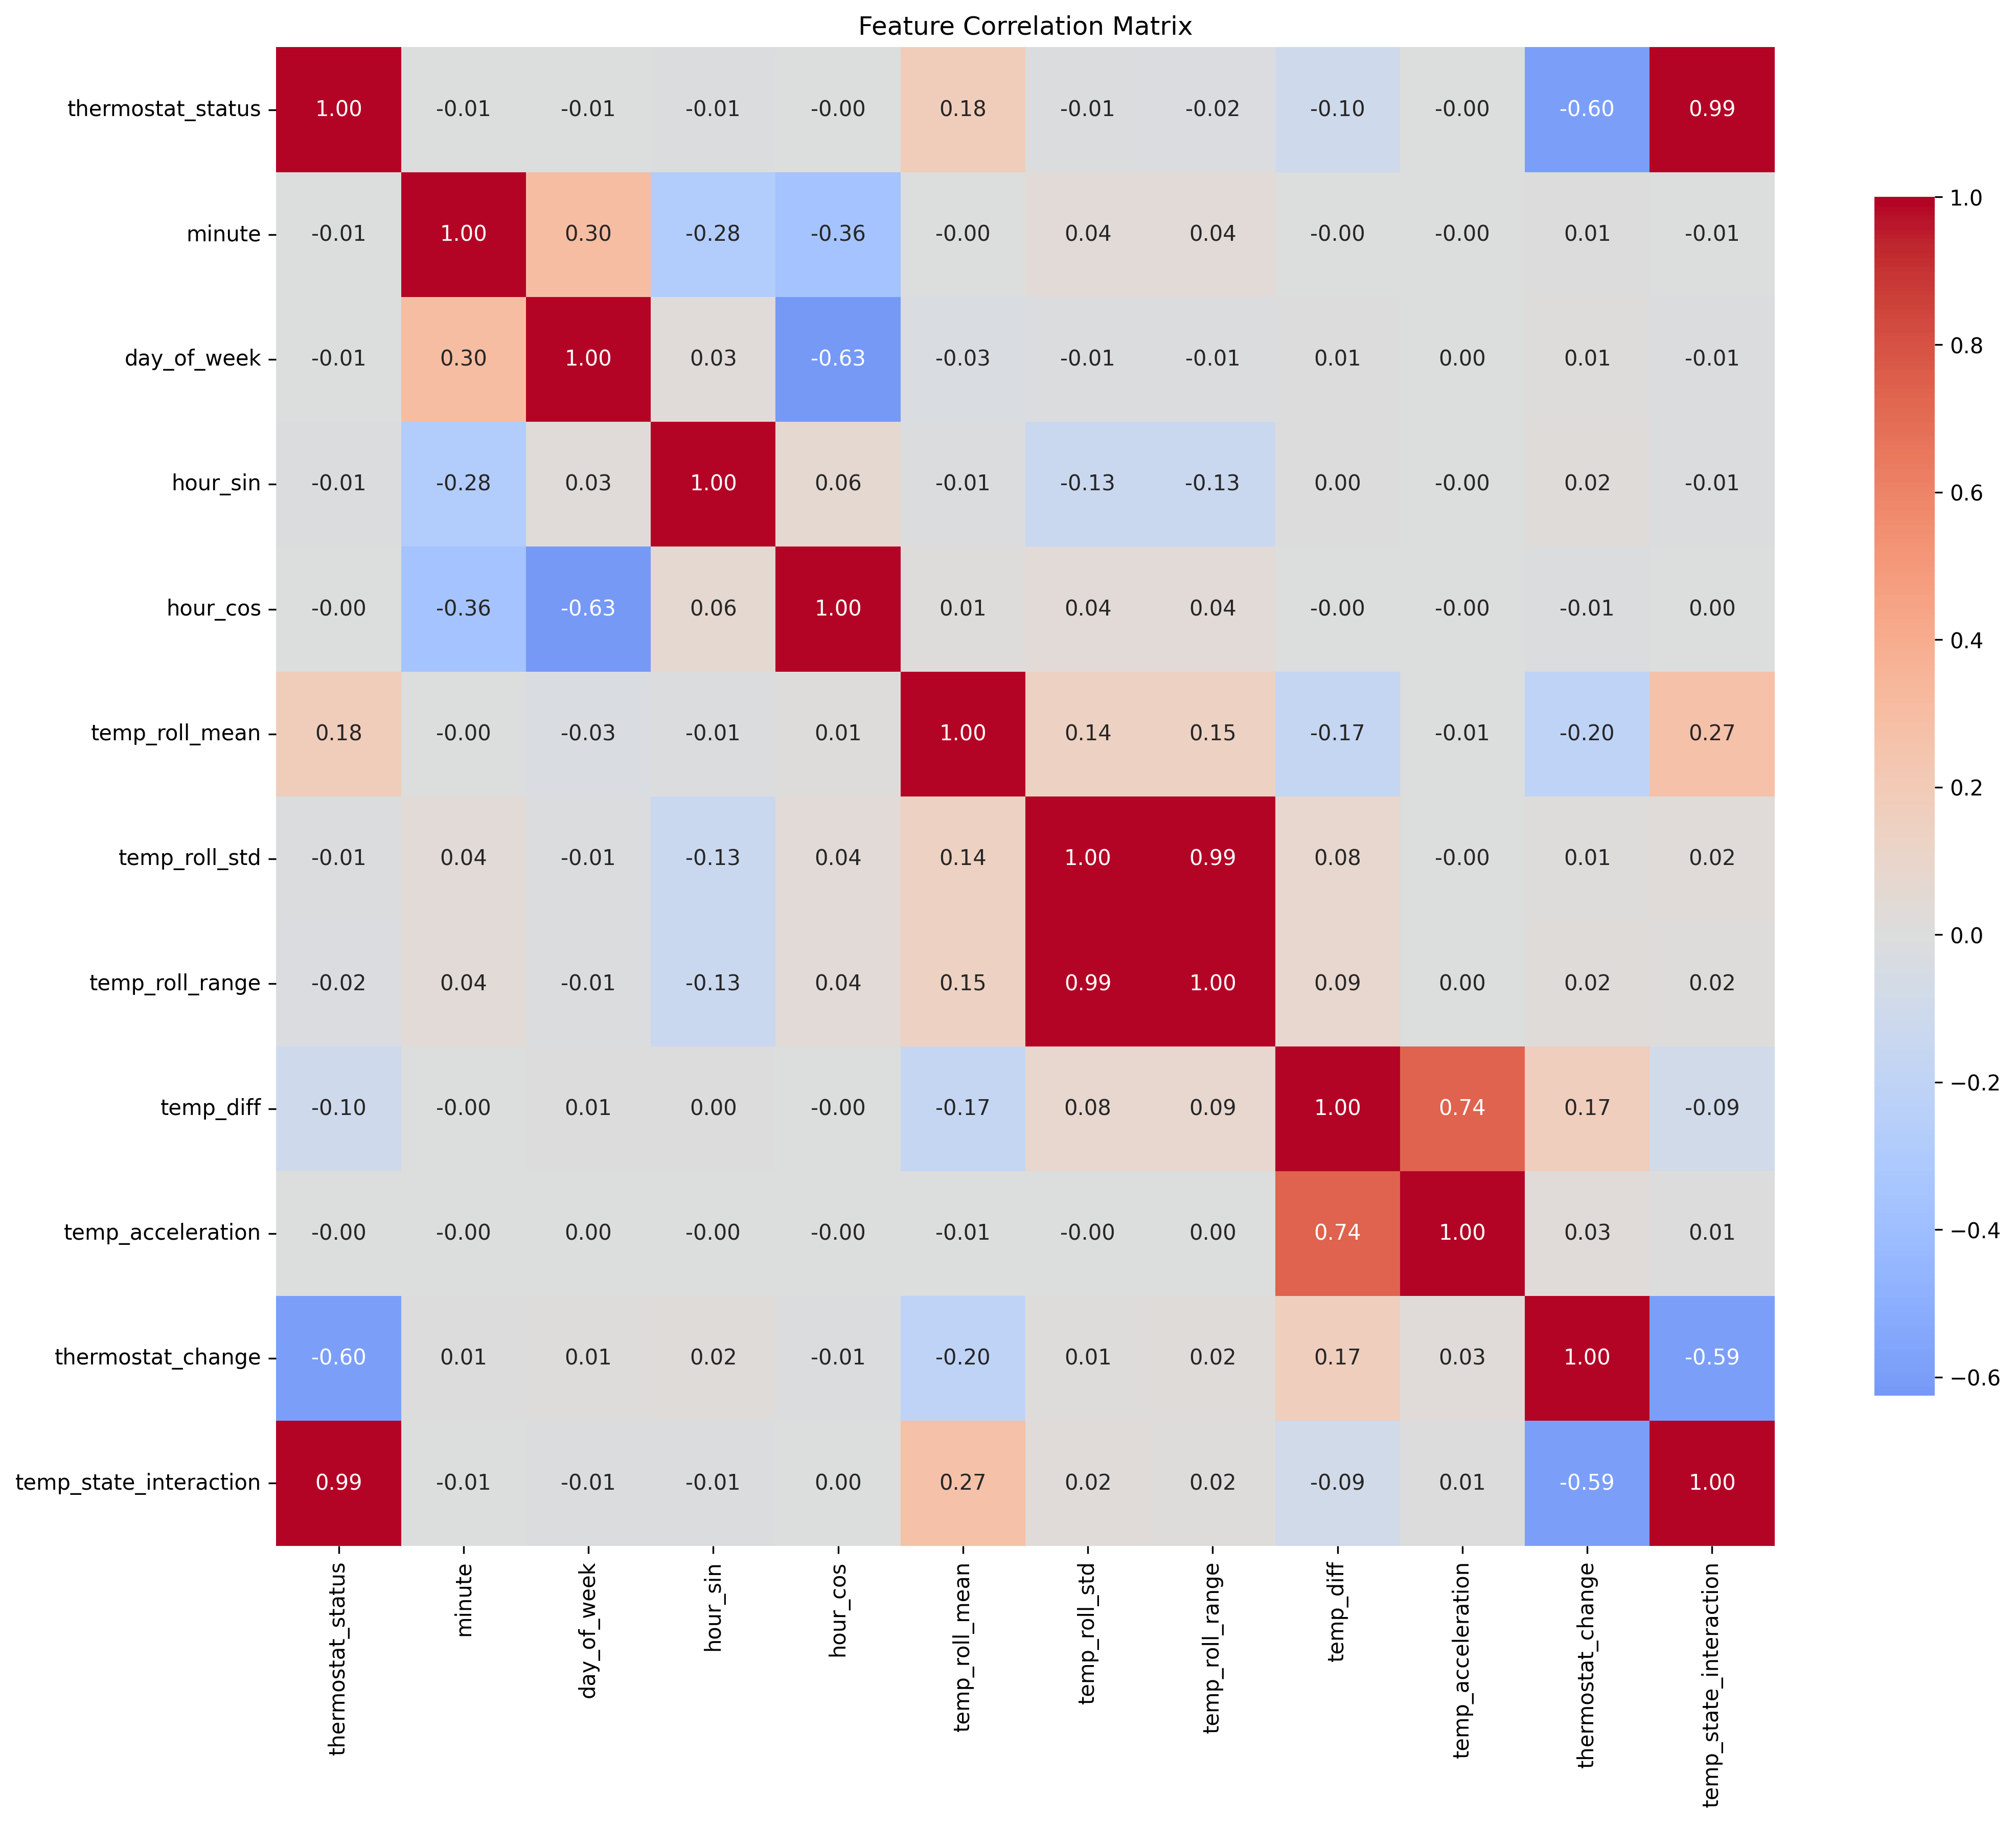 Feature Correlation Matrix
thermostat_status 1.00 -0.01 -0.01 -0.01 -0.00 0.18 -0.01 -0.02 -0.10 -0.00 -0.60 0.99
minute -0.01 1.00 0.30 -0.28 -0.36 -0.00 0.04 0.04 -0.00 -0.00 0.01 -0.01
day_of_week -0.01 0.30 1.00 0.03 -0.63 -0.03 -0.01 -0.01 0.01 0.00 0.01 -0.01
hour_sin -0.01 -0.28 0.03 1.00 0.06 -0.01 -0.13 -0.13 0.00 -0.00 0.02 -0.01
hour_cos -0.00 -0.36 -0.63 0.06 1.00 0.01 0.04 0.04 -0.00 -0.00 -0.01 0.00
temp_roll_mean 0.18 -0.00 -0.03 -0.01 0.01 1.00 0.14 0.15 -0.17 -0.01 -0.20 0.27
temp_roll_std -0.01 0.04 -0.01 -0.13 0.04 0.14 1.00 0.99 0.08 -0.00 0.01 0.02
temp_roll_range -0.02 0.04 -0.01 -0.13 0.04 0.15 0.99 1.00 0.09 0.00 0.02 0.02
temp_diff -0.10 -0.00 0.01 0.00 -0.00 -0.17 0.08 0.09 1.00 0.74 0.17 -0.09
temp_acceleration -0.00 -0.00 0.00 -0.00 -0.00 -0.01 -0.00 0.00 0.74 1.00 0.03 0.01
thermostat_change -0.60 0.01 0.01 0.02 -0.01 -0.20 0.01 0.02 0.17 0.03 1.00 -0.59
temp_state_interaction 0.99 -0.01 -0.01 -0.01 0.00 0.27 0.02 0.02 -0.09 0.01 -0.59 1.00
thermostat_status
minute
day_of_week
hour_sin
hour_cos
temp_roll_mean
temp_roll_std
temp_roll_range
temp_diff
temp_acceleration
thermostat_change
temp_state_interaction
1.0
0.8
0.6
0.4
0.2
0.0
−0.2
−0.4
−0.6